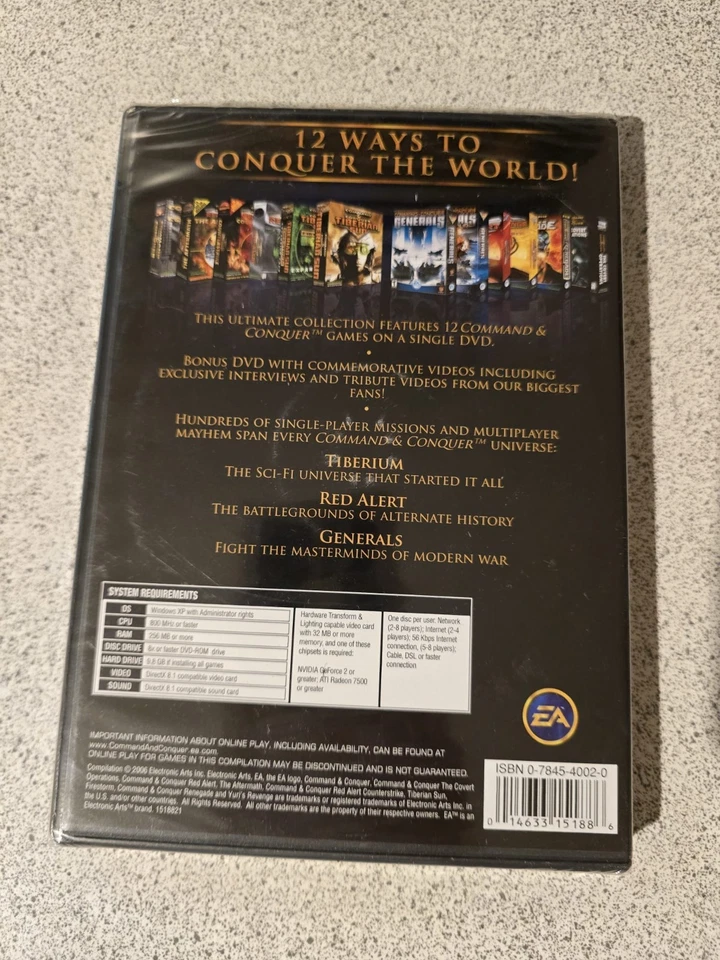 12 WAYS TO
CONQUER THE WORLD!
TIBERIAN
SUN
GENERALS
THIS ULTIMATE COLLECTION FEATURES 12 COMMAND &
CONQUER™ GAMES ON A SINGLE DVD.
•
BONUS DVD WITH COMMEMORATIVE VIDEOS INCLUDING
EXCLUSIVE INTERVIEWS AND TRIBUTE VIDEOS FROM OUR BIGGEST
FANS!
•
HUNDREDS OF SINGLE-PLAYER MISSIONS AND MULTIPLAYER
MAYHEM SPAN EVERY COMMAND & CONQUER™ UNIVERSE:
TIBERIUM
THE SCI-FI UNIVERSE THAT STARTED IT ALL
RED ALERT
THE BATTLEGROUNDS OF ALTERNATE HISTORY
GENERALS
FIGHT THE MASTERMINDS OF MODERN WAR
SYSTEM REQUIREMENTS
OS Windows XP with Administrator rights
CPU 800 MHz or faster
RAM 256 MB or more
DISC DRIVE 8x or faster DVD-ROM drive
HARD DRIVE 9.8 GB if installing all games
VIDEO DirectX 8.1 compatible video card
SOUND DirectX 8.1 compatible sound card
Hardware Transform &
Lighting capable video card
with 32 MB or more
memory, and one of these
chipsets is required:
NVIDIA GeForce 2 or
greater; ATI Radeon 7500
or greater
One disc per user; Network
(2-8 players); Internet (2-4
players); 56 Kbps Internet
connection, (5-8 players);
Cable, DSL or faster
connection
EA
IMPORTANT INFORMATION ABOUT ONLINE PLAY, INCLUDING AVAILABILITY, CAN BE FOUND AT
www.CommandAndConquer.ea.com.
ONLINE PLAY FOR GAMES IN THIS COMPILATION MAY BE DISCONTINUED AND IS NOT GUARANTEED.
Compilation © 2006 Electronic Arts Inc. Electronic Arts, EA, the EA logo, Command & Conquer, Command & Conquer The Covert
Operations, Command & Conquer Red Alert, The Aftermath, Command & Conquer Red Alert Counterstrike, Tiberian Sun,
Firestorm, Command & Conquer Renegade and Yuri's Revenge are trademarks or registered trademarks of Electronic Arts Inc. in
the U.S. and/or other countries. All Rights Reserved. All other trademarks are the property of their respective owners. EA™ is an
Electronic Arts™ brand. 1518821
ISBN 0-7845-4002-0
0 14633 15188 6